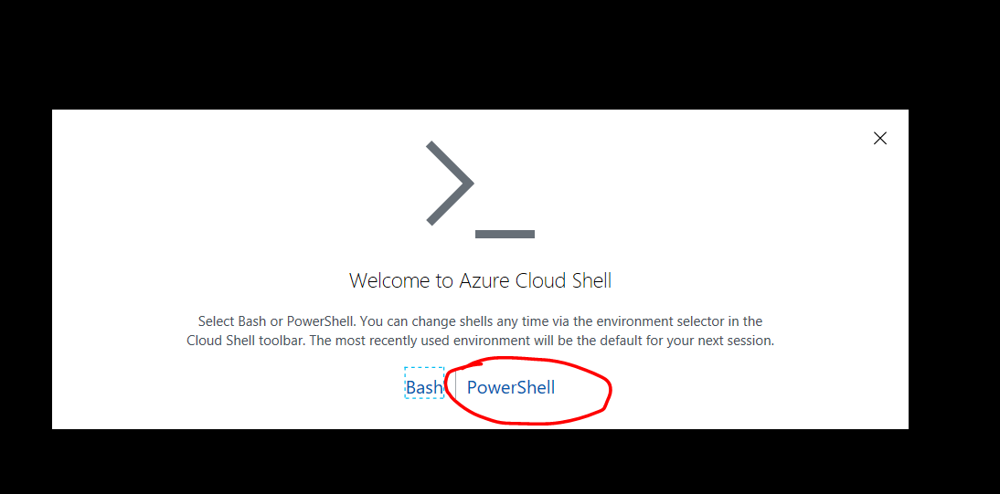 Welcome to Azure Cloud Shell
Select Bash or PowerShell. You can change shells any time via the environment selector in the
Cloud Shell toolbar. The most recently used environment will be the default for your next session.
Bash PowerShell